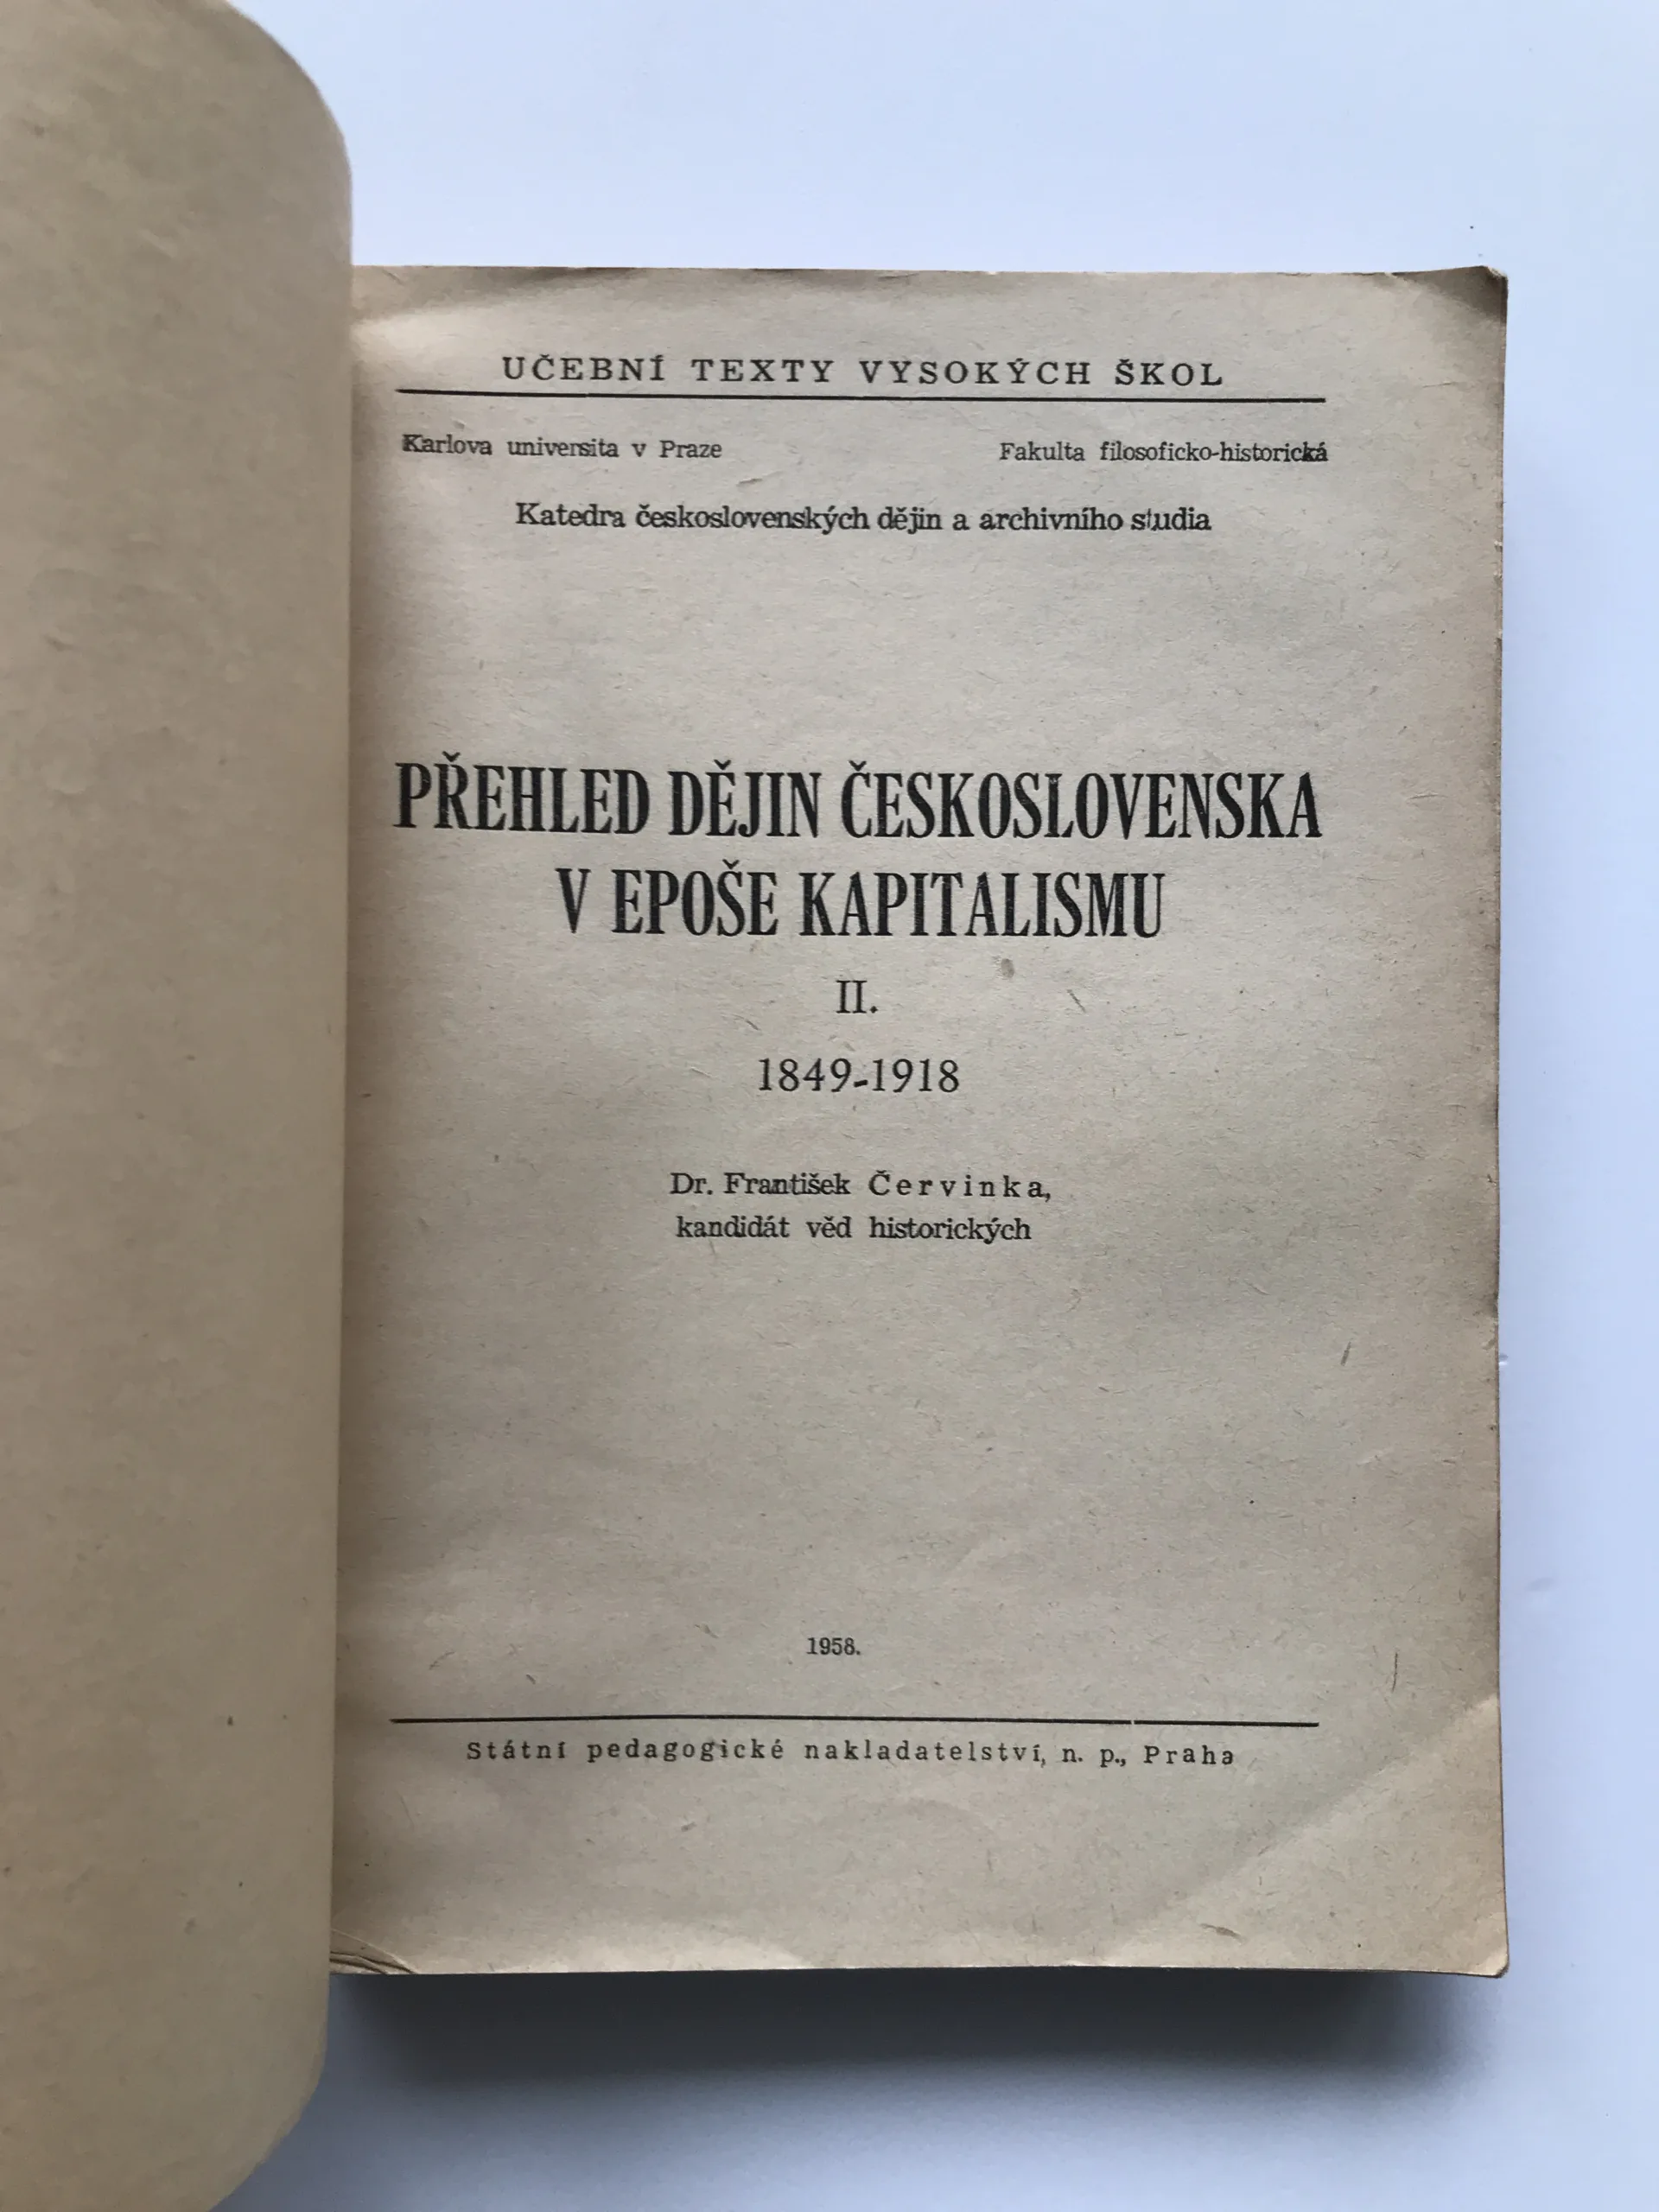 UČEBNÍ TEXTY VYSOKÝCH ŠKOL
Karlova universita v Praze Fakulta filosoficko-historická
Katedra československých dějin a archivního studia
PŘEHLED DĚJIN ČESKOSLOVENSKA
V EPOŠE KAPITALISMU
II.
1849-1918
Dr. František Červinka,
kandidát věd historických
1958.
Státní pedagogické nakladatelství, n. p., Praha